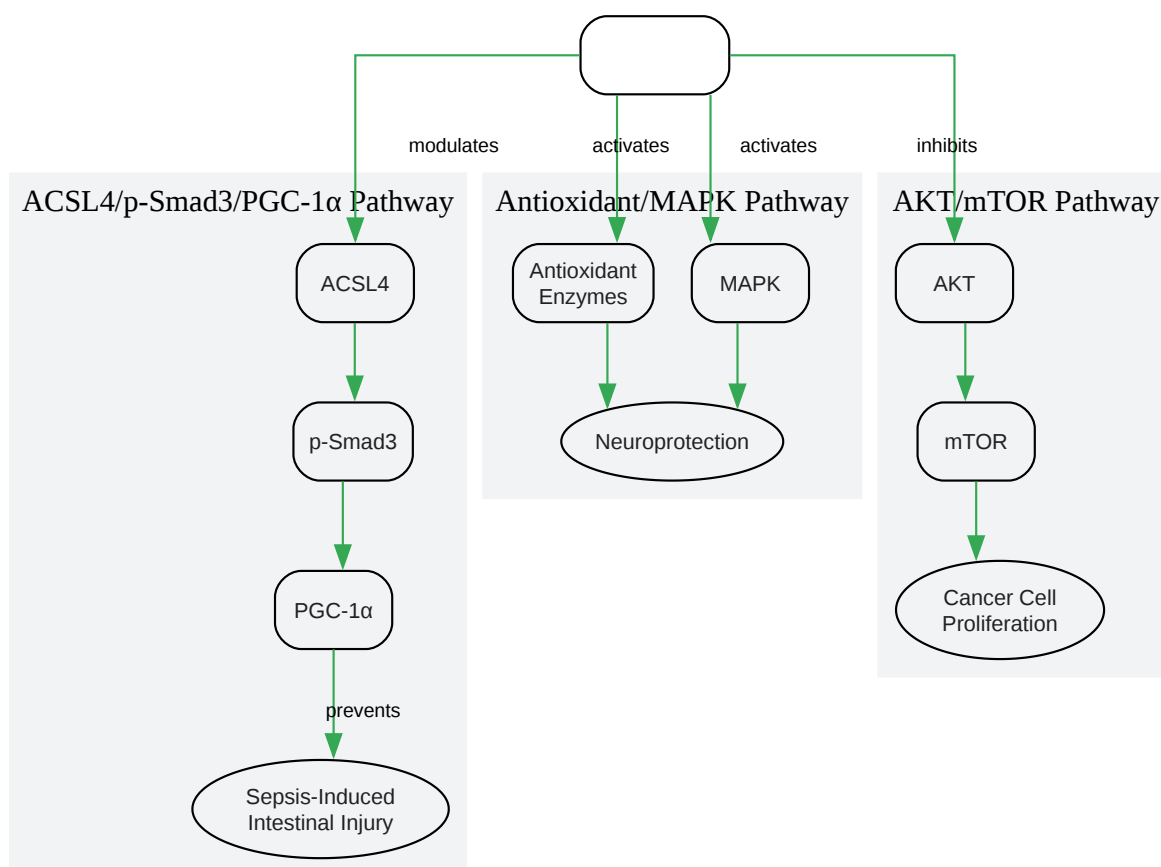 modulates
activates
activates
inhibits
ACSL4/p-Smad3/PGC-1α Pathway
Antioxidant/MAPK Pathway
AKT/mTOR Pathway
ACSL4
Antioxidant
Enzymes
MAPK
AKT
p-Smad3
Neuroprotection
mTOR
PGC-1α
Cancer Cell
Proliferation
prevents
Sepsis-Induced
Intestinal Injury